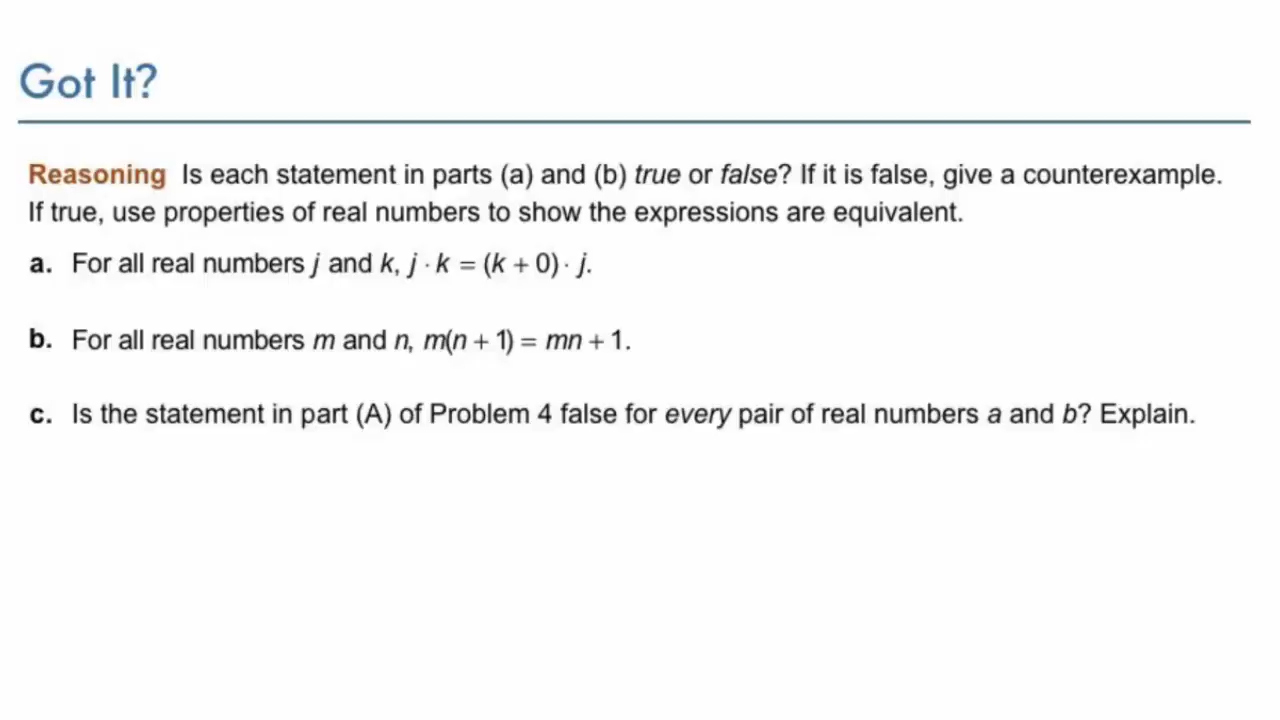 Got It?
Reasoning Is each statement in parts (a) and (b) true or false? If it is false, give a counterexample.
If true, use properties of real numbers to show the expressions are equivalent.
a. For all real numbers j and k, j · k = (k + 0) · j.
b. For all real numbers m and n, m(n + 1) = mn + 1.
c. Is the statement in part (A) of Problem 4 false for every pair of real numbers a and b? Explain.